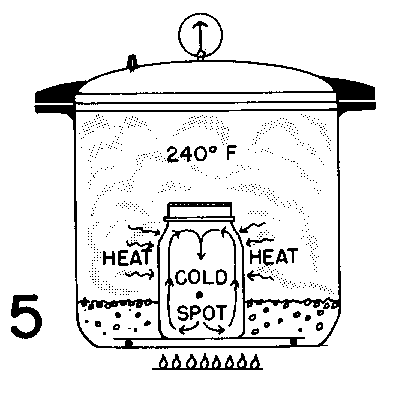 240° F
HEAT
HEAT
COLD
SPOT
5